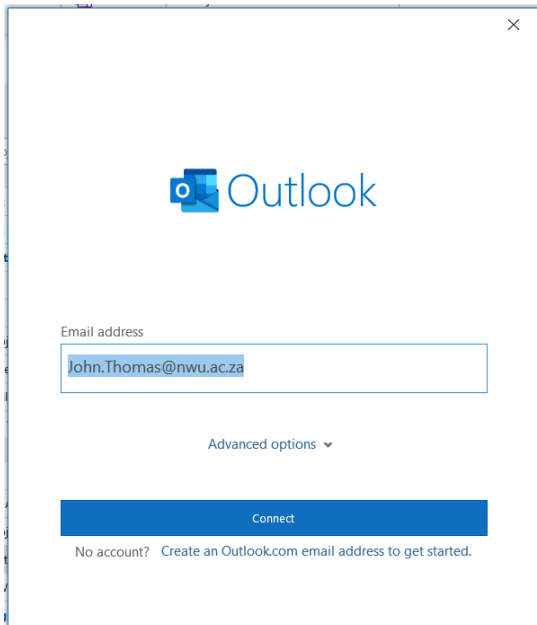 Outlook
Email address
John.Thomas@nwu.ac.za
Advanced options
Connect
No account? Create an Outlook.com email address to get started.